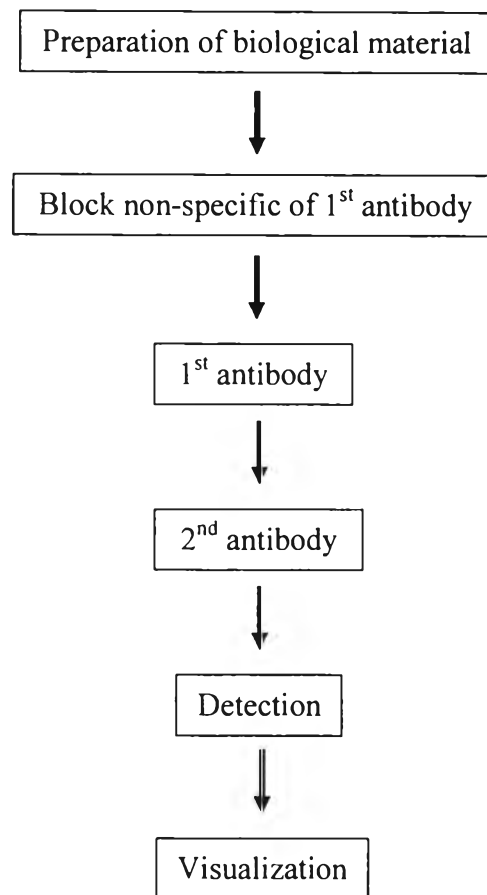 Preparation of biological material
Block non-specific of 1st antibody
1st antibody
2nd antibody
Detection
Visualization